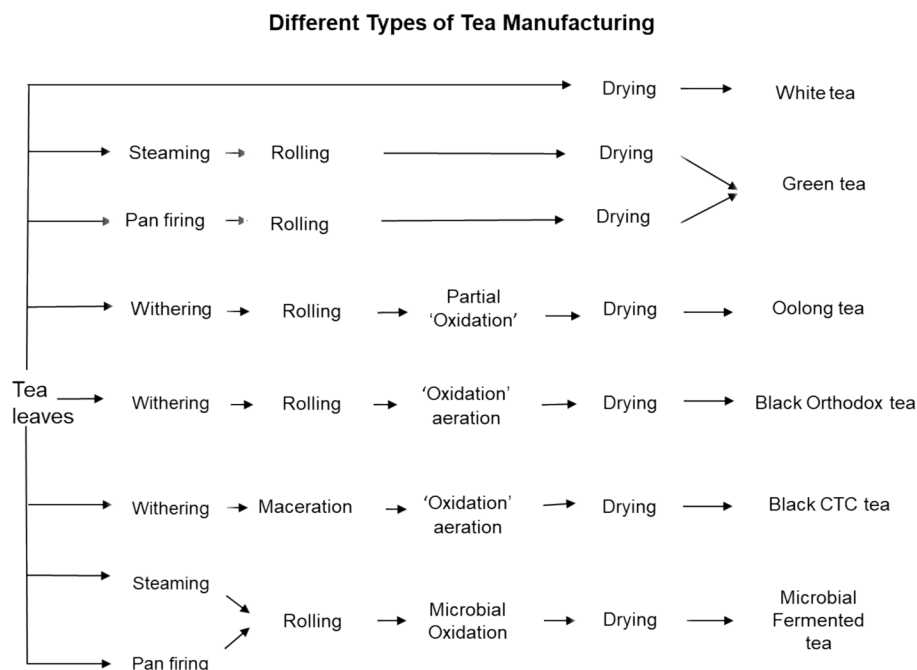 Different Types of Tea Manufacturing
Drying
White tea
Steaming
Rolling
Drying
Green tea
Pan firing
Rolling
Drying
Withering
Rolling
Partial
'Oxidation'
Drying
Oolong tea
Tea
leaves
Withering
Rolling
'Oxidation'
aeration
Drying
Black Orthodox tea
Withering
Maceration
'Oxidation'
aeration
Drying
Black CTC tea
Steaming
Pan firing
Rolling
Microbial
Oxidation
Drying
Microbial
Fermented
tea